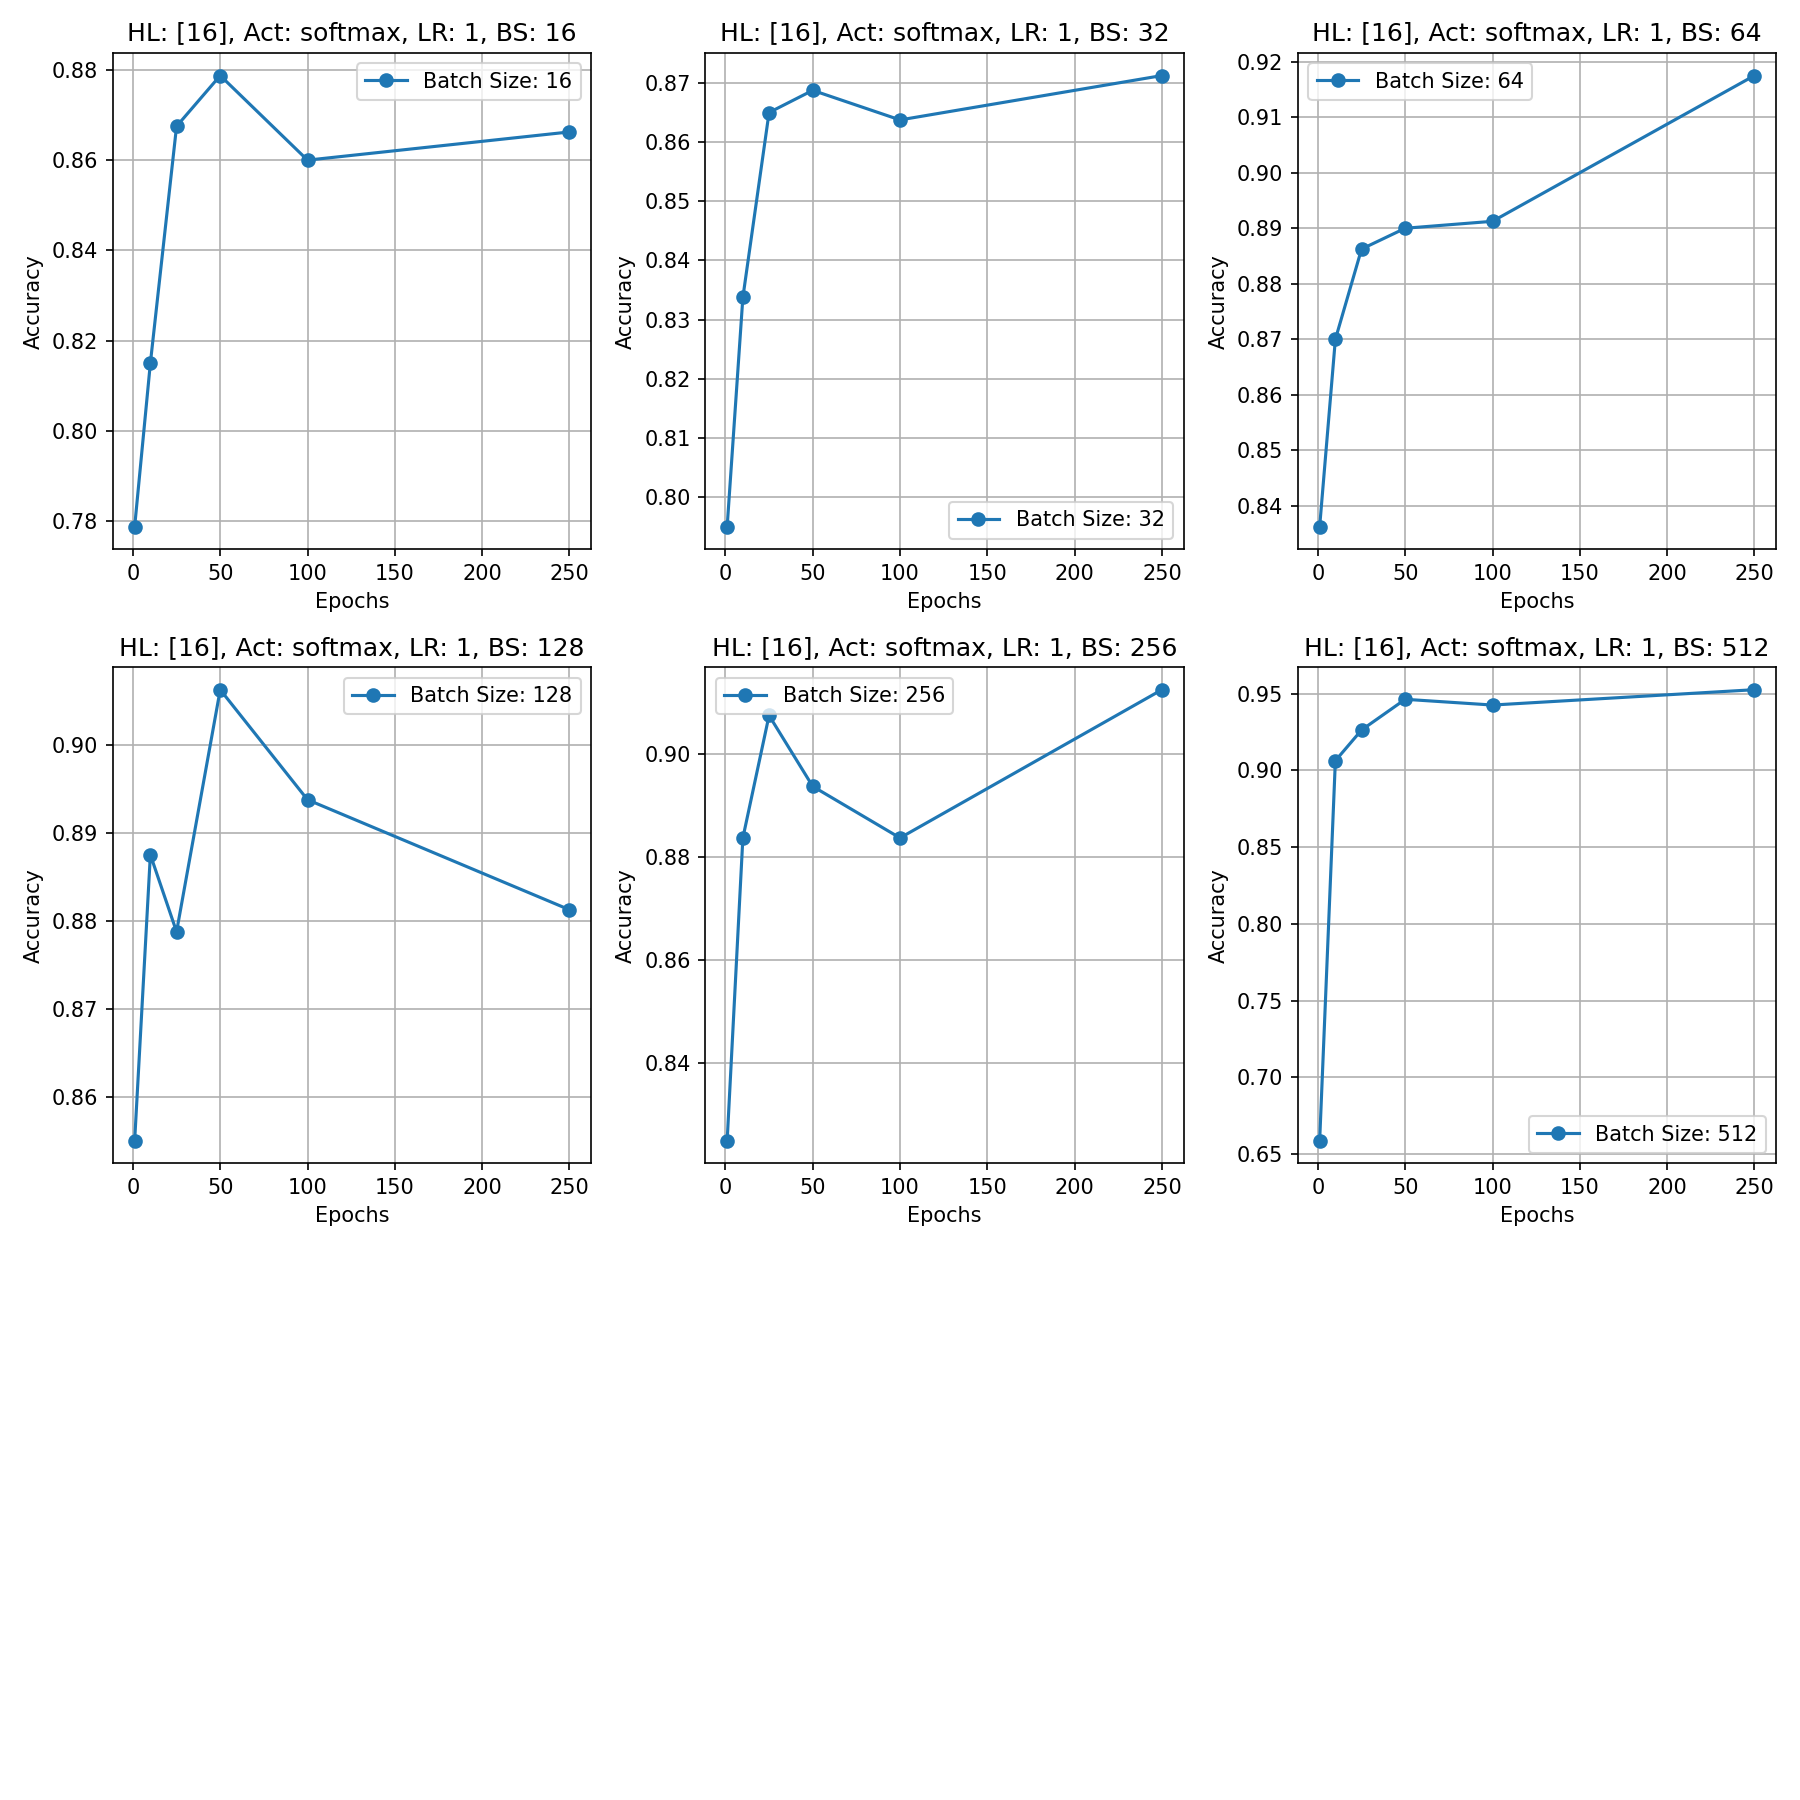 HL: [16], Act: softmax, LR: 1, BS: 16
Batch Size: 16
0.88
0.86
0.84
0.82
0.80
0.78
Accuracy
0 50 100 150 200 250
Epochs
HL: [16], Act: softmax, LR: 1, BS: 32
0.87
0.86
0.85
0.84
0.83
0.82
0.81
0.80
Accuracy
Batch Size: 32
0 50 100 150 200 250
Epochs
HL: [16], Act: softmax, LR: 1, BS: 64
Batch Size: 64
0.92
0.91
0.90
0.89
0.88
0.87
0.86
0.85
0.84
Accuracy
0 50 100 150 200 250
Epochs
HL: [16], Act: softmax, LR: 1, BS: 128
Batch Size: 128
0.90
0.89
0.88
0.87
0.86
Accuracy
0 50 100 150 200 250
Epochs
HL: [16], Act: softmax, LR: 1, BS: 256
Batch Size: 256
0.90
0.88
0.86
0.84
Accuracy
0 50 100 150 200 250
Epochs
HL: [16], Act: softmax, LR: 1, BS: 512
0.95
0.90
0.85
0.80
0.75
0.70
0.65
Accuracy
Batch Size: 512
0 50 100 150 200 250
Epochs